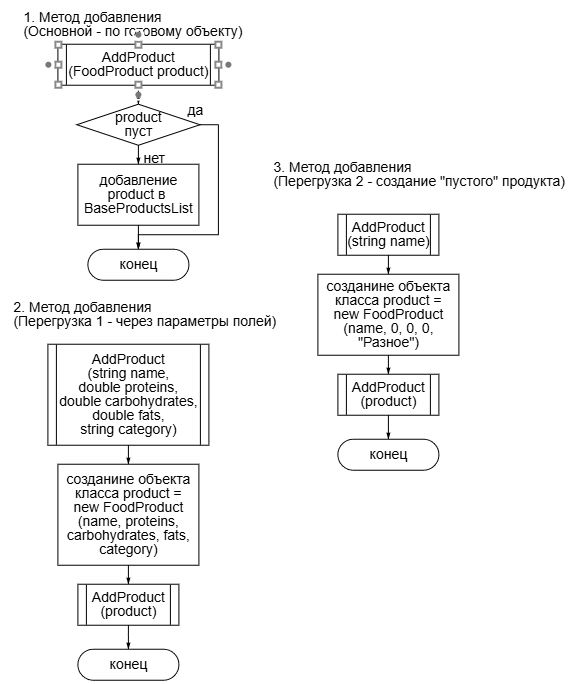 1. Метод добавления
(Основной - по готовому объекту)
AddProduct
(FoodProduct product)
product
пуст
да
нет
добавление
product в
BaseProductsList
конец
2. Метод добавления
(Перегрузка 1 - через параметры полей)
AddProduct
(string name,
double proteins,
double carbohydrates,
double fats,
string category)
созданине объекта
класса product =
new FoodProduct
(name, proteins,
carbohydrates, fats,
category)
AddProduct
(product)
конец
3. Метод добавления
(Перегрузка 2 - создание "пустого" продукта)
AddProduct
(string name)
созданине объекта
класса product =
new FoodProduct
(name, 0, 0, 0,
"Разное")
AddProduct
(product)
конец